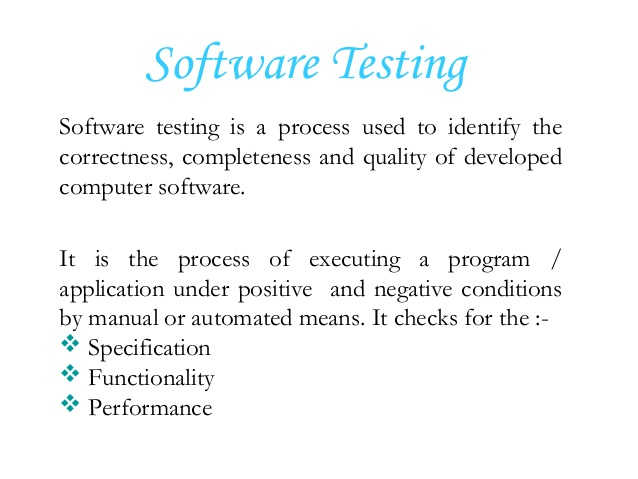 Software Testing
Software testing is a process used to identify the
correctness, completeness and quality of developed
computer software.
It is the process of executing a program /
application under positive and negative conditions
by manual or automated means. It checks for the :-
❖ Specification
❖ Functionality
❖ Performance